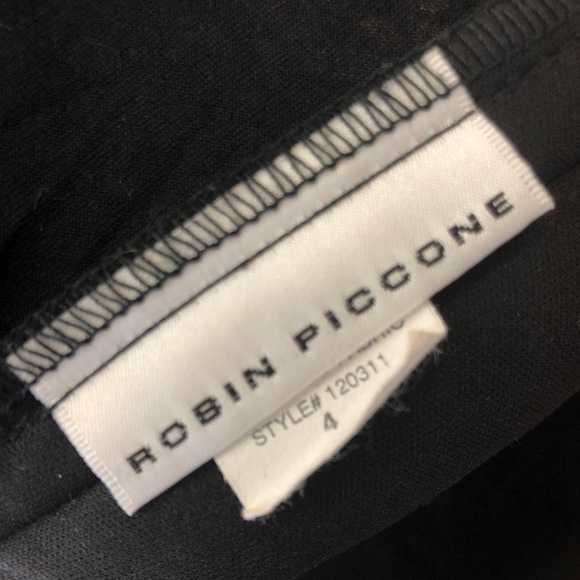 ROBIN PICCONE
STYLE# 120311
4